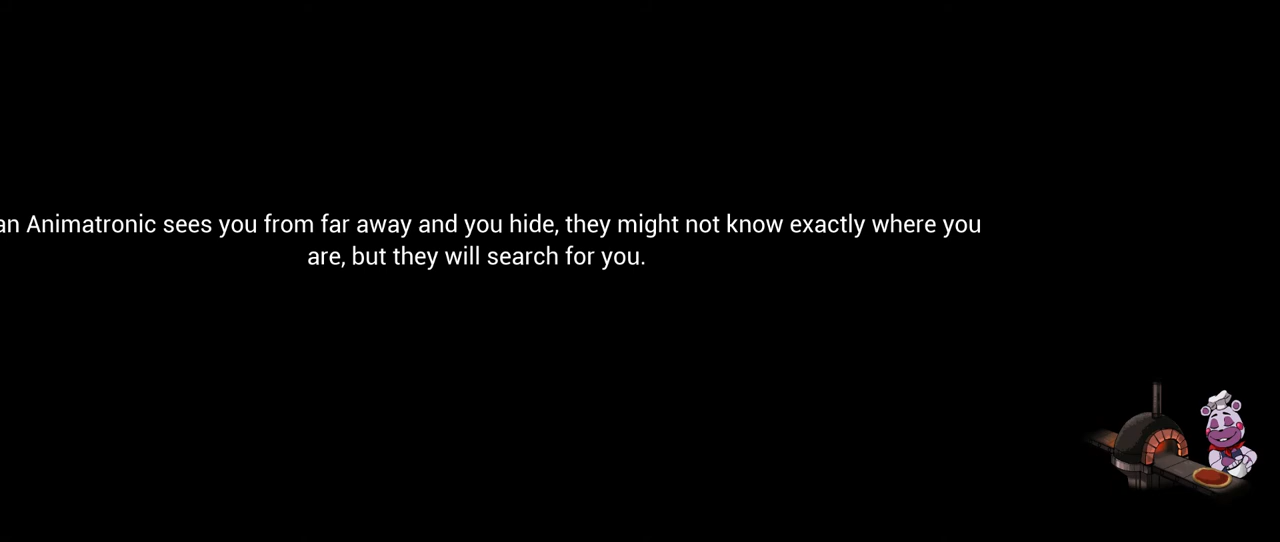 an Animatronic sees you from far away and you hide, they might not know exactly where you
are, but they will search for you.